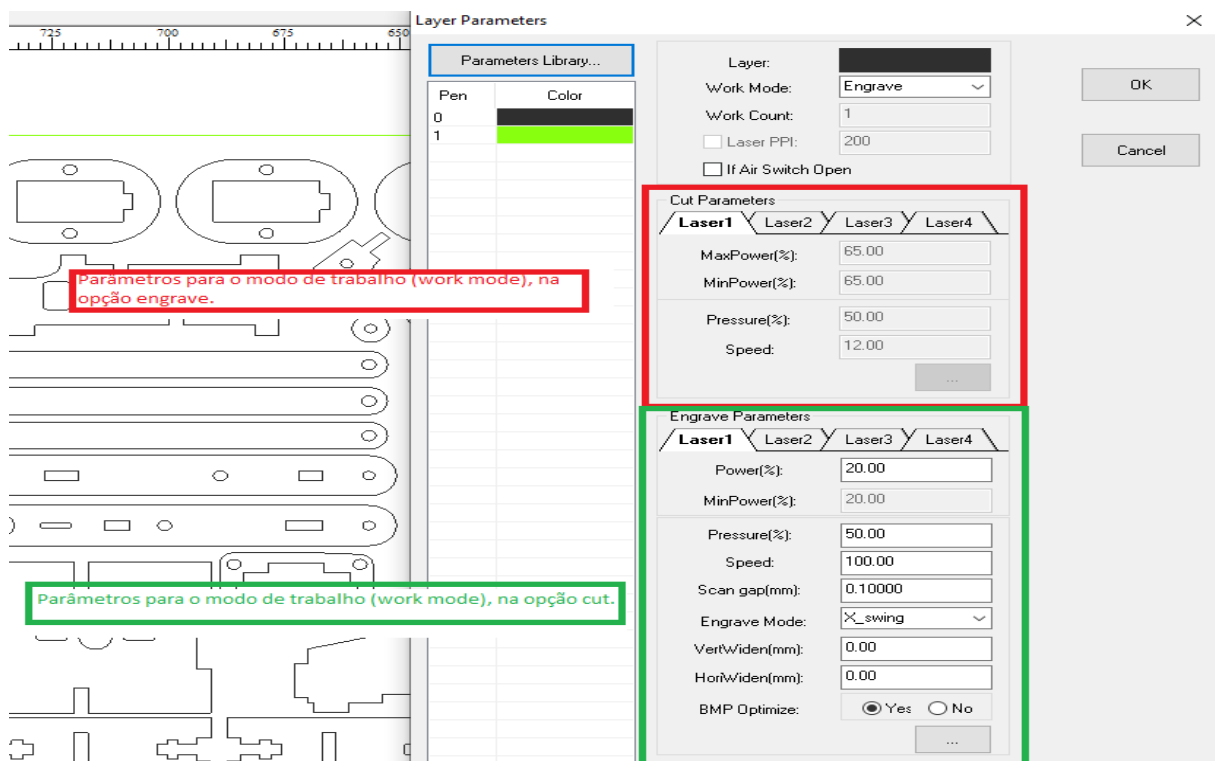 Layer Parameters
725 700 675 650
Parameters Library...
Pen Color
0
1
Layer:
Work Mode: Engrave
Work Count: 1
Laser PPI: 200
If Air Switch Open
OK
Cancel
Cut Parameters
Laser1 Laser2 Laser3 Laser4
MaxPower(%): 65.00
MinPower(%): 65.00
Pressure(%): 50.00
Speed: 12.00
...
Parâmetros para o modo de trabalho (work mode), na
opção engrave.
Engrave Parameters
Laser1 Laser2 Laser3 Laser4
Power(%): 20.00
MinPower(%): 20.00
Pressure(%): 50.00
Speed: 100.00
Scan gap(mm): 0.10000
Engrave Mode: X_swing
VertWiden(mm): 0.00
HoriWiden(mm): 0.00
BMP Optimize: Yes No
...
Parâmetros para o modo de trabalho (work mode), na opção cut.